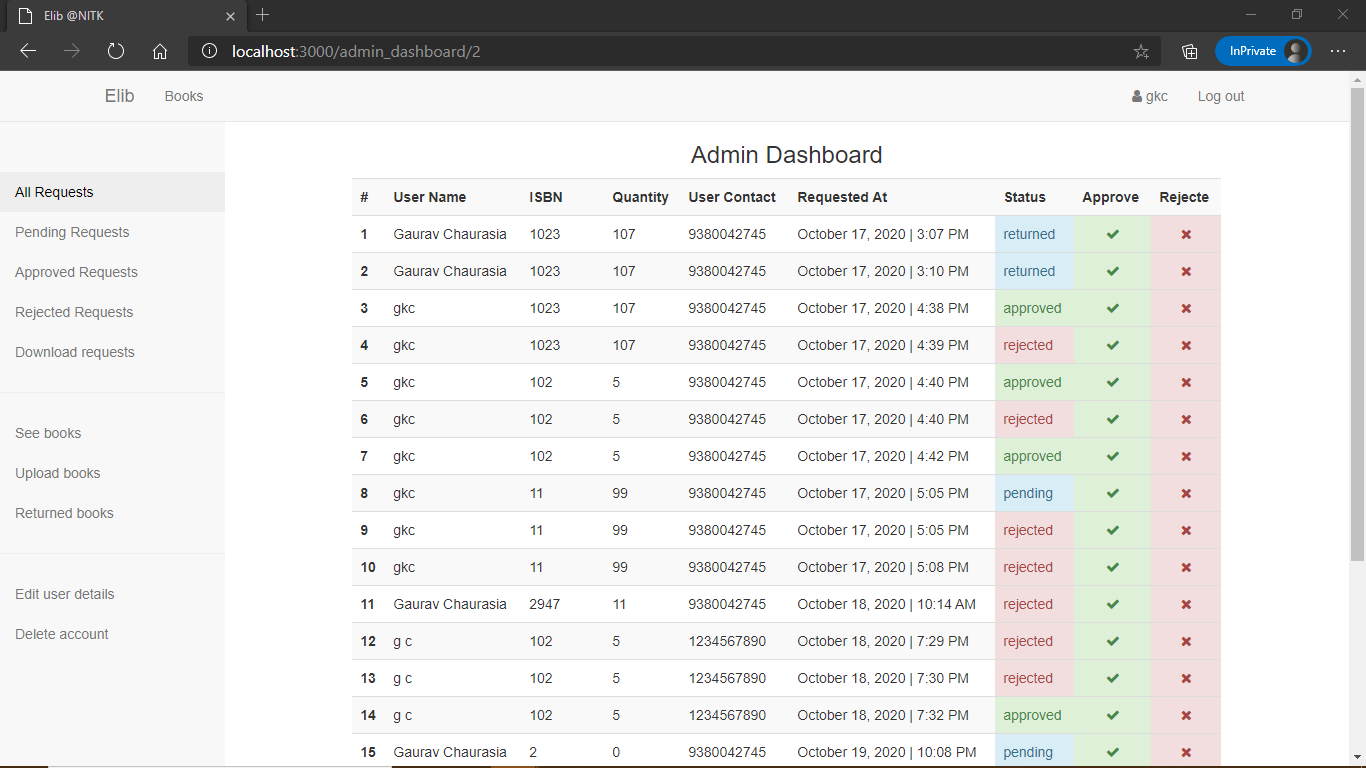 Elib @NITK
localhost:3000/admin_dashboard/2
InPrivate
Elib Books gkc Log out
Admin Dashboard
All Requests
Pending Requests
Approved Requests
Rejected Requests
Download requests
See books
Upload books
Returned books
Edit user details
Delete account
# User Name ISBN Quantity User Contact Requested At Status Approve Rejecte
1 Gaurav Chaurasia 1023 107 9380042745 October 17, 2020 | 3:07 PM returned
2 Gaurav Chaurasia 1023 107 9380042745 October 17, 2020 | 3:10 PM returned
3 gkc 1023 107 9380042745 October 17, 2020 | 4:38 PM approved
4 gkc 1023 107 9380042745 October 17, 2020 | 4:39 PM rejected
5 gkc 102 5 9380042745 October 17, 2020 | 4:40 PM approved
6 gkc 102 5 9380042745 October 17, 2020 | 4:40 PM rejected
7 gkc 102 5 9380042745 October 17, 2020 | 4:42 PM approved
8 gkc 11 99 9380042745 October 17, 2020 | 5:05 PM pending
9 gkc 11 99 9380042745 October 17, 2020 | 5:05 PM rejected
10 gkc 11 99 9380042745 October 17, 2020 | 5:08 PM rejected
11 Gaurav Chaurasia 2947 11 9380042745 October 18, 2020 | 10:14 AM rejected
12 g c 102 5 1234567890 October 18, 2020 | 7:29 PM rejected
13 g c 102 5 1234567890 October 18, 2020 | 7:30 PM rejected
14 g c 102 5 1234567890 October 18, 2020 | 7:32 PM approved
15 Gaurav Chaurasia 2 0 9380042745 October 19, 2020 | 10:08 PM pending